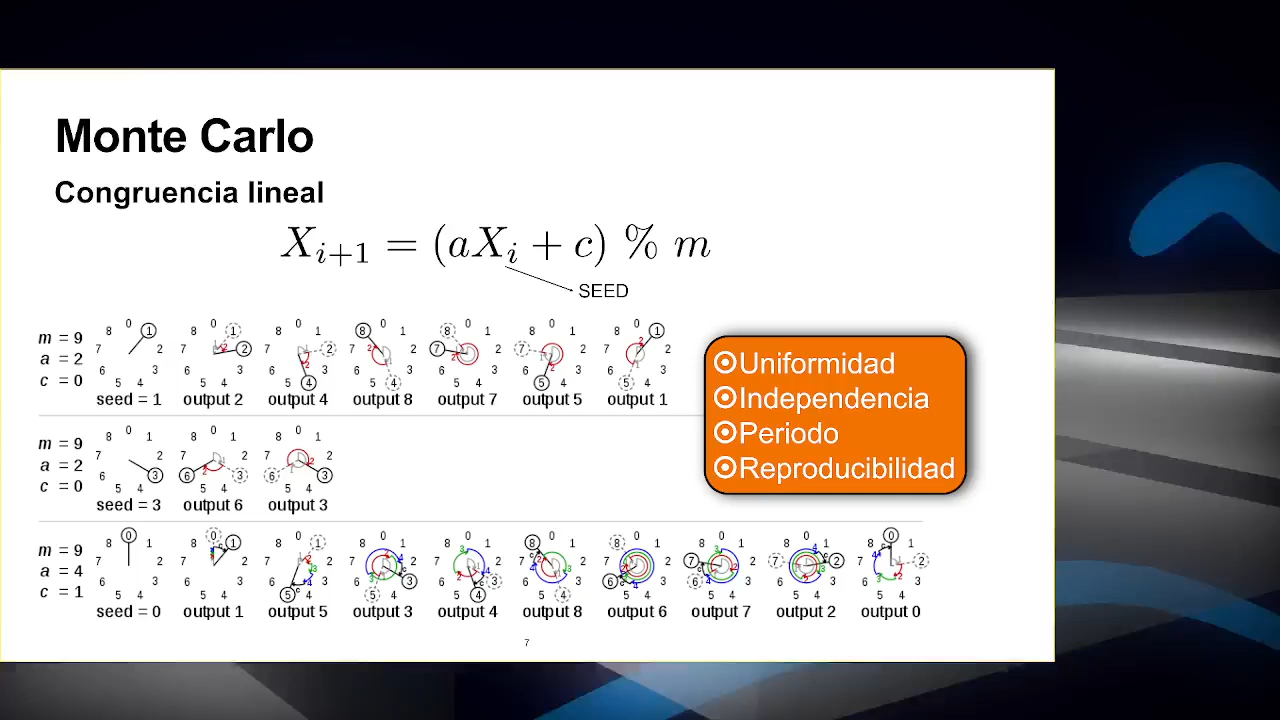 Monte Carlo
Congruencia lineal
X_{i+1} = (aX_i + c) % m
SEED
m = 9
a = 2
c = 0
seed = 1 output 2 output 4 output 8 output 7 output 5 output 1
m = 9
a = 2
c = 0
seed = 3 output 6 output 3
m = 9
a = 4
c = 1
seed = 0 output 1 output 5 output 3 output 4 output 8 output 6 output 7 output 2 output 0
Uniformidad
Independencia
Periodo
Reproducibilidad
7